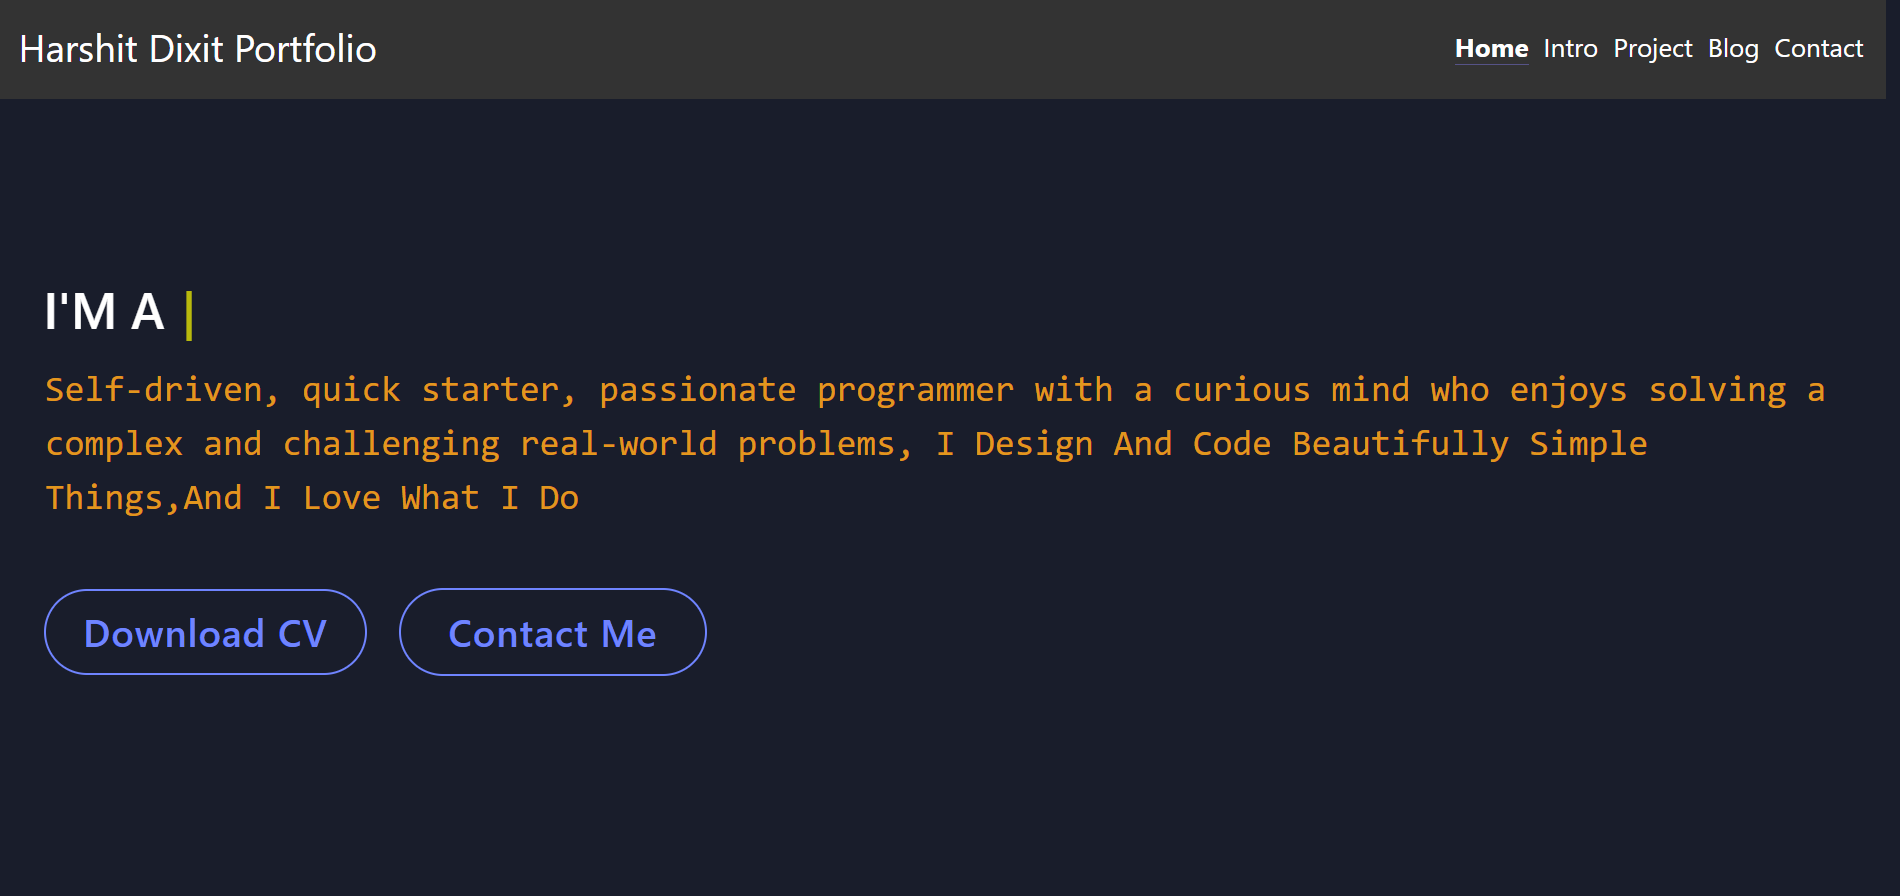 Harshit Dixit Portfolio
Home Intro Project Blog Contact
I'M A |
Self-driven, quick starter, passionate programmer with a curious mind who enjoys solving a
complex and challenging real-world problems, I Design And Code Beautifully Simple
Things,And I Love What I Do
Download CV
Contact Me